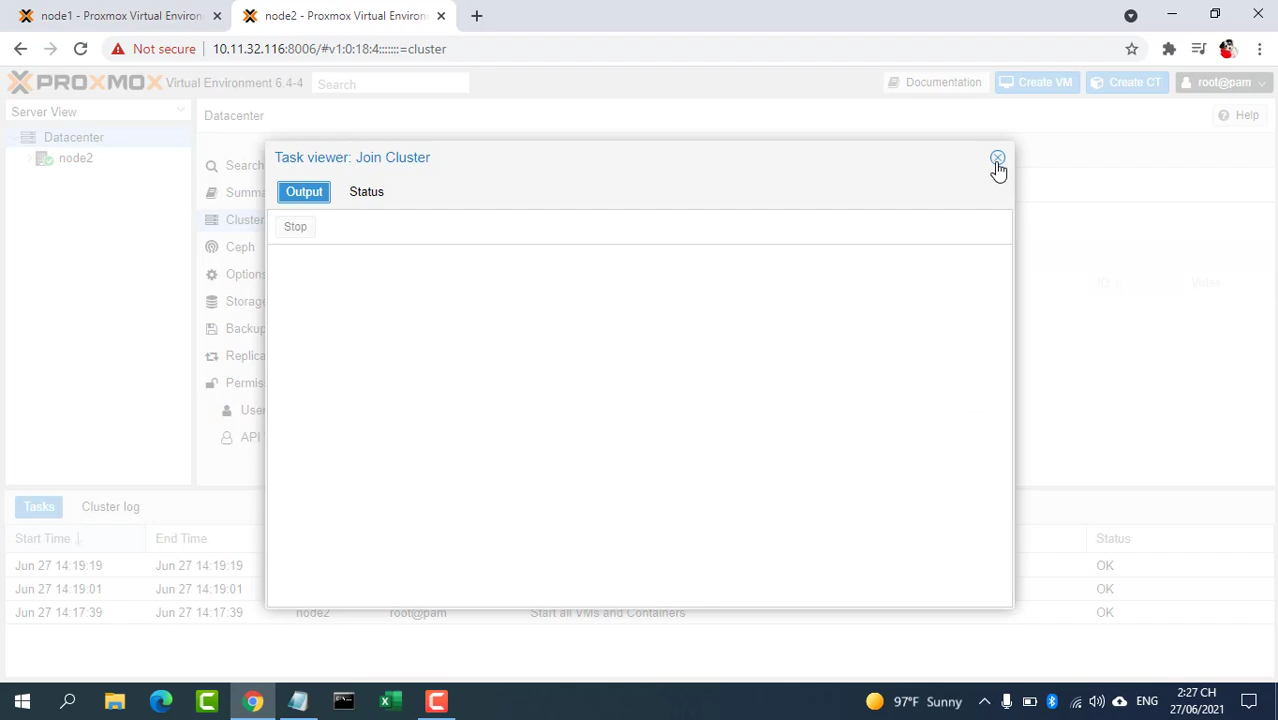 node1 - Proxmox Virtual Environ
node2 - Proxmox Virtual Environ
Not secure
10.11.32.116:8006/#v1:0:18:4:::::::=cluster
PROXMOX Virtual Environment 6.4-4
Search
Documentation
Create VM
Create CT
root@pam
Server View
Datacenter
Help
Datacenter
node2
Search
Summa
Cluster
Ceph
Options
Storage
Backup
Replica
Permis
User
API
Task viewer: Join Cluster
Output
Status
Stop
ID
Votes
Tasks
Cluster log
Start Time
End Time
Status
Jun 27 14:19:19
Jun 27 14:19:19
OK
Jun 27 14:19:01
Jun 27 14:19:01
OK
Jun 27 14:17:39
Jun 27 14:17:39
node2
root@pam
Start all VMs and Containers
OK
97°F Sunny
ENG
2:27 CH
27/06/2021